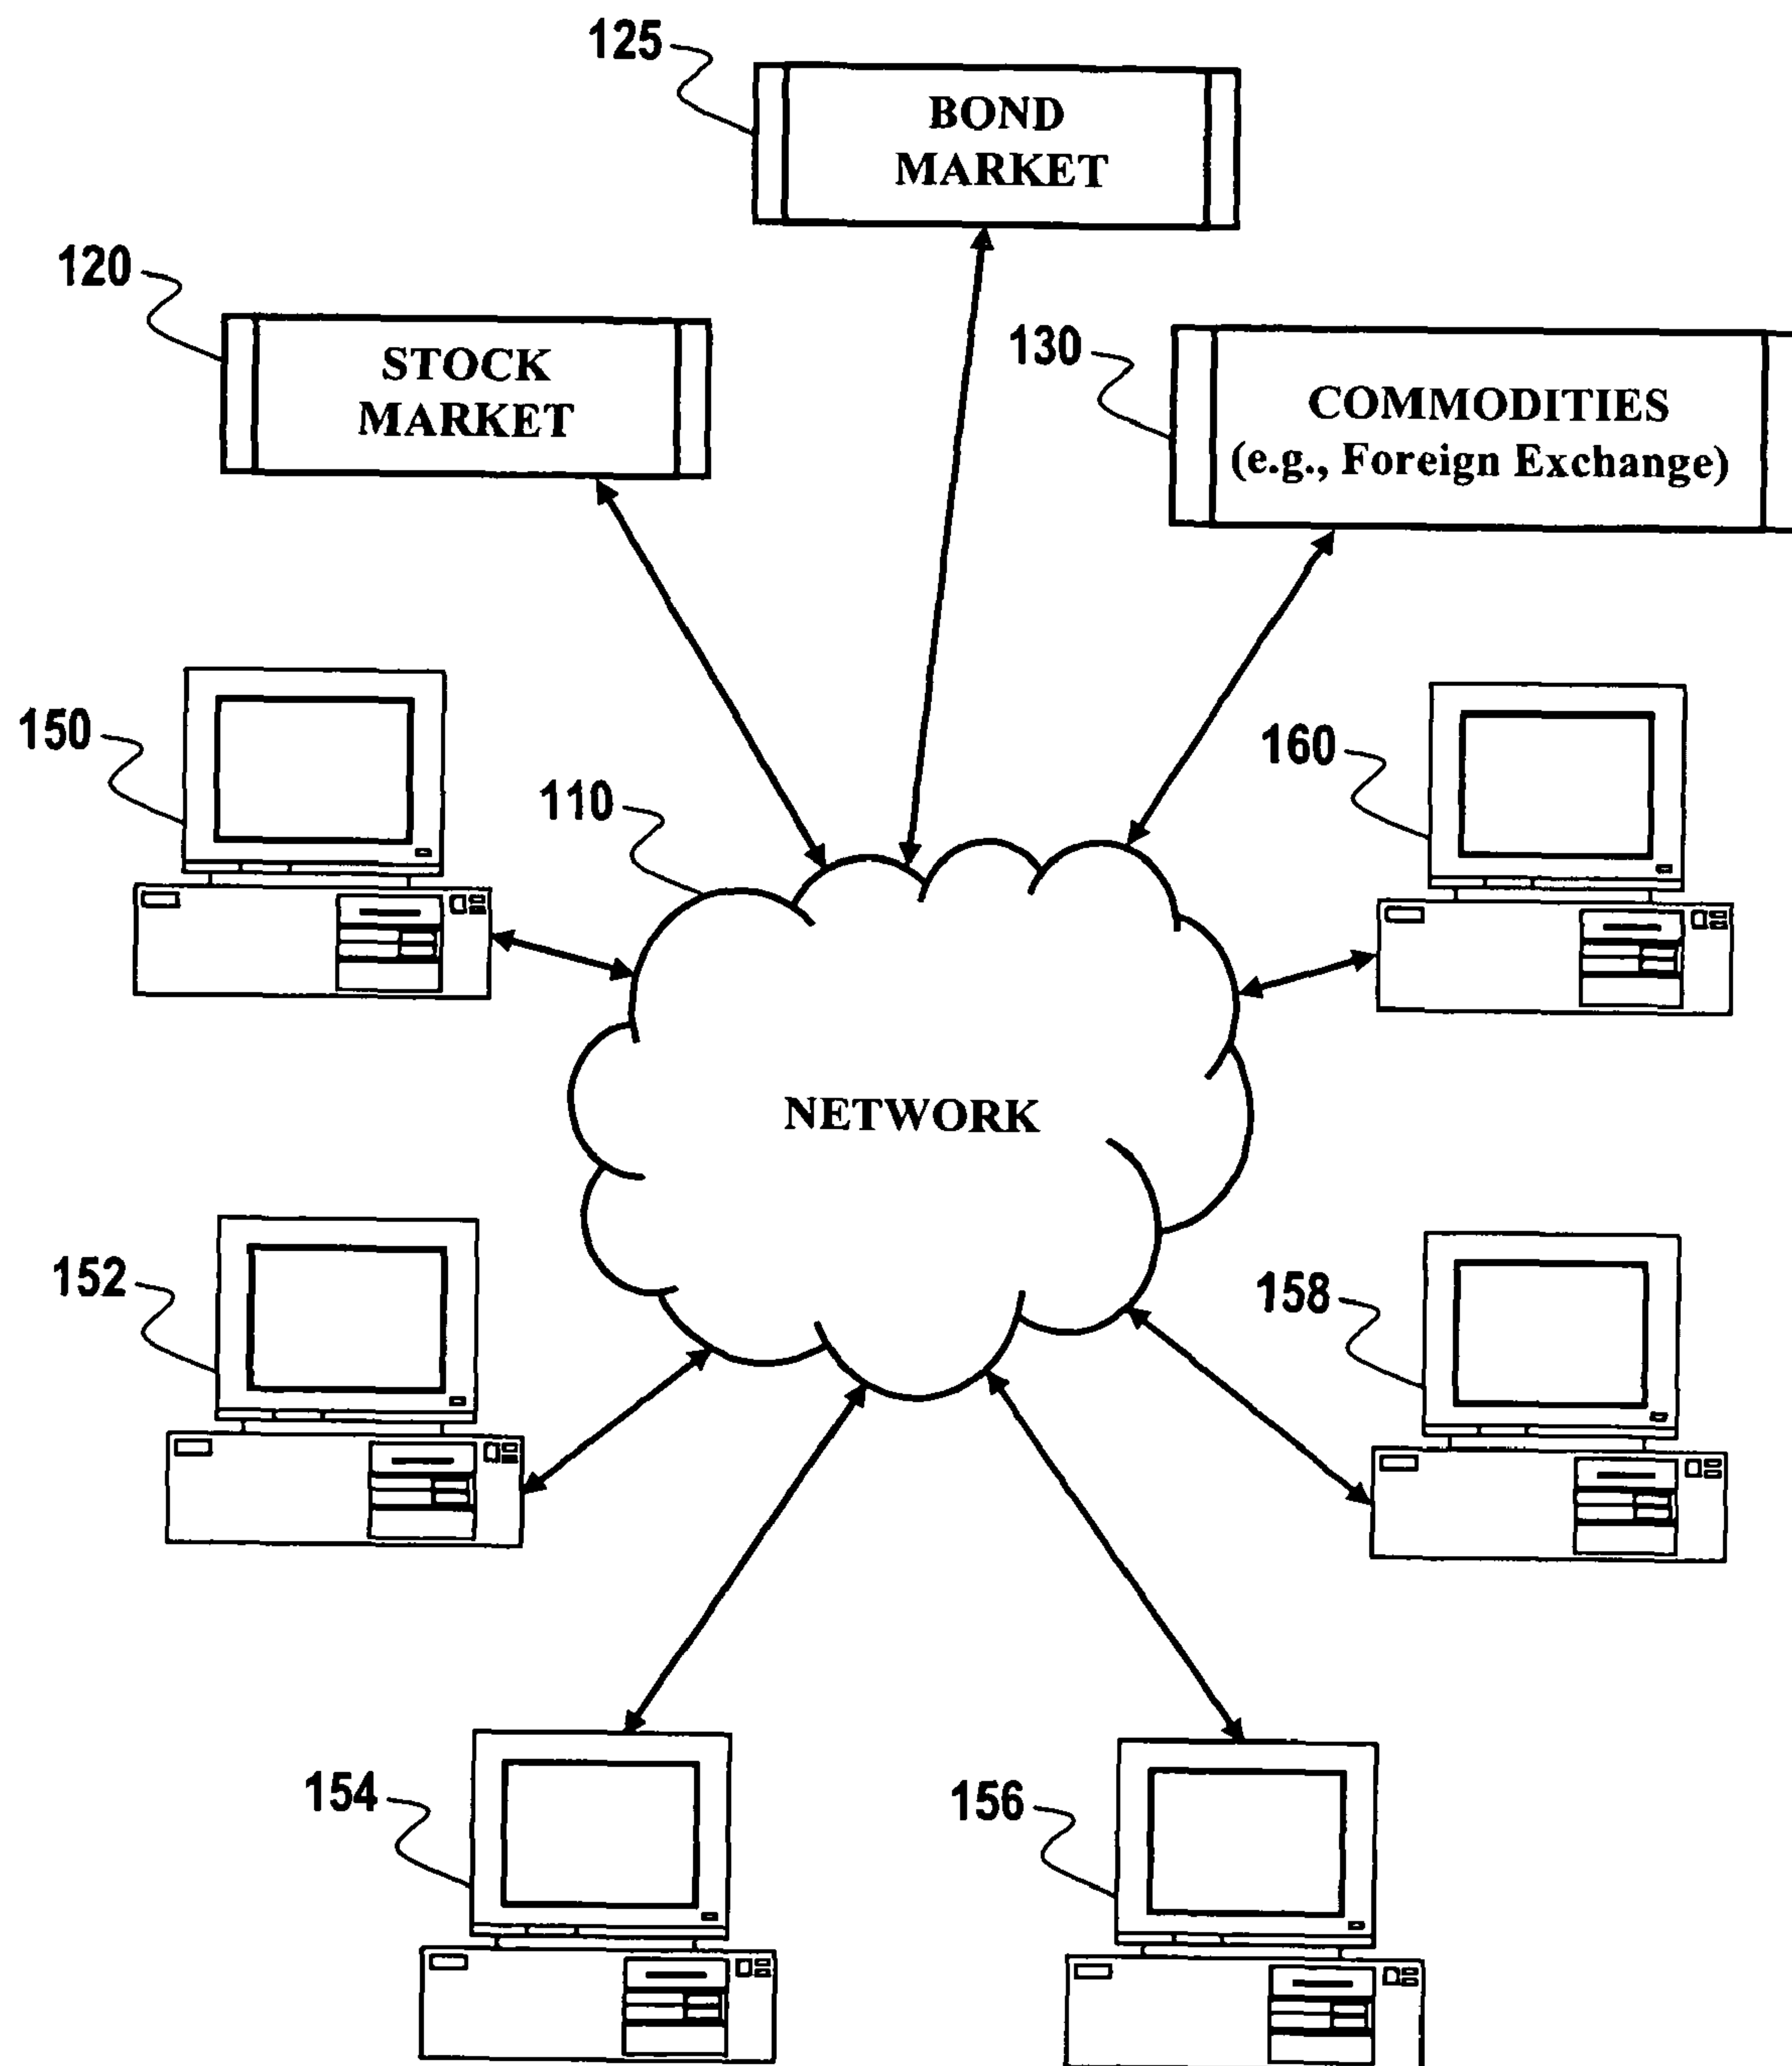 125
BOND
MARKET
120
STOCK
MARKET
130
COMMODITIES
(e.g., Foreign Exchange)
150
110
160
NETWORK
152
158
154
156